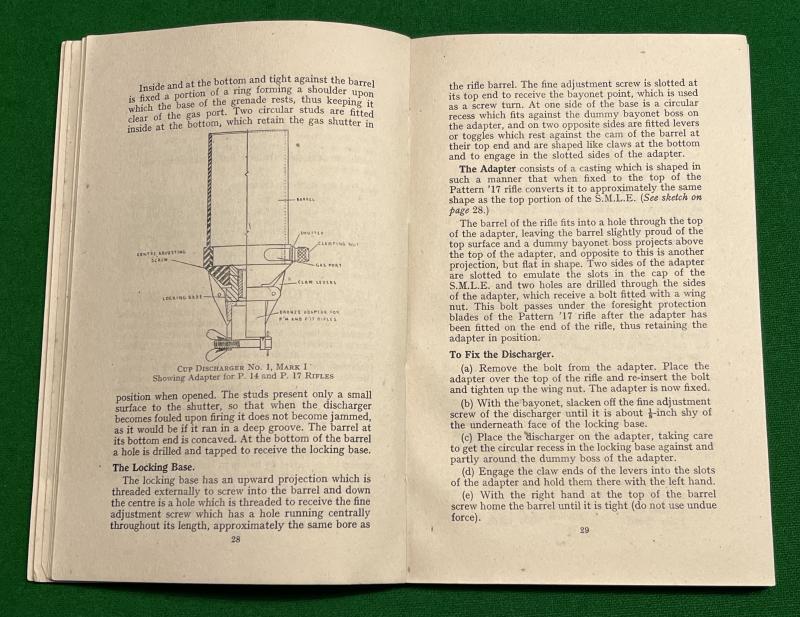 Inside and at the bottom and tight against the barrel
is fixed a portion of a ring forming a shoulder upon
which the base of the grenade rests, thus keeping it
clear of the gas port. Two circular studs are fitted
inside at the bottom, which retain the gas shutter in
BARREL
SHUTTER
CLAMPING NUT
CENTRE ADJUSTING
SCREW
GAS PORT
CLAW LEVERS
LOCKING BASE
BRONZE ADAPTOR FOR
P'14 AND P'17 RIFLES
CUP DISCHARGER NO. 1, MARK I
Showing Adapter for P. 14 and P. 17 RIFLES
position when opened. The studs present only a small
surface to the shutter, so that when the discharger
becomes fouled upon firing it does not become jammed,
as it would be if it ran in a deep groove. The barrel at
its bottom end is concaved. At the bottom of the barrel
a hole is drilled and tapped to receive the locking base.
The Locking Base.
The locking base has an upward projection which is
threaded externally to screw into the barrel and down
the centre is a hole which is threaded to receive the fine
adjustment screw which has a hole running centrally
throughout its length, approximately the same bore as
28
the rifle barrel. The fine adjustment screw is slotted at
its top end to receive the bayonet point, which is used
as a screw turn. At one side of the base is a circular
recess which fits against the dummy bayonet boss on
the adapter, and on two opposite sides are fitted levers
or toggles which rest against the cam of the barrel at
their top end and are shaped like claws at the bottom
and to engage in the slotted sides of the adapter.
The Adapter consists of a casting which is shaped in
such a manner that when fixed to the top of the
Pattern '17 rifle converts it to approximately the same
shape as the top portion of the S.M.L.E. (See sketch on
page 28.)
The barrel of the rifle fits into a hole through the top
of the adapter, leaving the barrel slightly proud of the
top surface and a dummy bayonet boss projects above
the top of the adapter, and opposite to this is another
projection, but flat in shape. Two sides of the adapter
are slotted to emulate the slots in the cap of the
S.M.L.E. and two holes are drilled through the sides
of the adapter, which receive a bolt fitted with a wing
nut. This bolt passes under the foresight protection
blades of the Pattern '17 rifle after the adapter has
been fitted on the end of the rifle, thus retaining the
adapter in position.
To Fix the Discharger.
(a) Remove the bolt from the adapter. Place the
adapter over the top of the rifle and re-insert the bolt
and tighten up the wing nut. The adapter is now fixed.
(b) With the bayonet, slacken off the fine adjustment
screw of the discharger until it is about ⅛-inch shy of
the underneath face of the locking base.
(c) Place the discharger on the adapter, taking care
to get the circular recess in the locking base against and
partly around the dummy boss of the adapter.
(d) Engage the claw ends of the levers into the slots
of the adapter and hold them there with the left hand.
(e) With the right hand at the top of the barrel
screw home the barrel until it is tight (do not use undue
force).
29